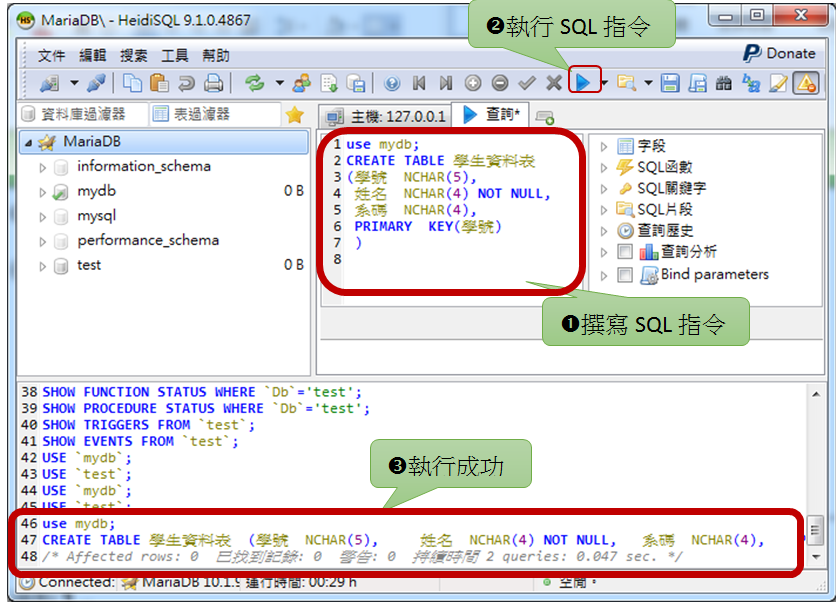 MariaDB\ - HeidiSQL 9.1.0.4867
❷執行 SQL 指令
文件 編輯 搜索 工具 幫助
Donate
資料庫過濾器 表過濾器
主機: 127.0.0.1 查詢*
MariaDB
information_schema
mydb 0 B
mysql
performance_schema
test 0 B
1 use mydb;
2 CREATE TABLE 學生資料表
3 (學號 NCHAR(5),
4 姓名 NCHAR(4) NOT NULL,
5 系碼 NCHAR(4),
6 PRIMARY KEY(學號)
7 )
8
字段
SQL函數
SQL關鍵字
SQL片段
查詢歷史
查詢分析
Bind parameters
❶撰寫 SQL 指令
38 SHOW FUNCTION STATUS WHERE `Db`='test';
39 SHOW PROCEDURE STATUS WHERE `Db`='test';
40 SHOW TRIGGERS FROM `test`;
41 SHOW EVENTS FROM `test`;
42 USE `mydb`;
43 USE `test`;
44 USE `mydb`;
45 USE `test`;
❸執行成功
46 use mydb;
47 CREATE TABLE 學生資料表 (學號 NCHAR(5), 姓名 NCHAR(4) NOT NULL, 系碼 NCHAR(4),
48 /* Affected rows: 0 已找到記錄: 0 警告: 0 持續時間 2 queries: 0.047 sec. */
Connected: MariaDB 10.1.9 運行時間: 00:29 h 空閒。